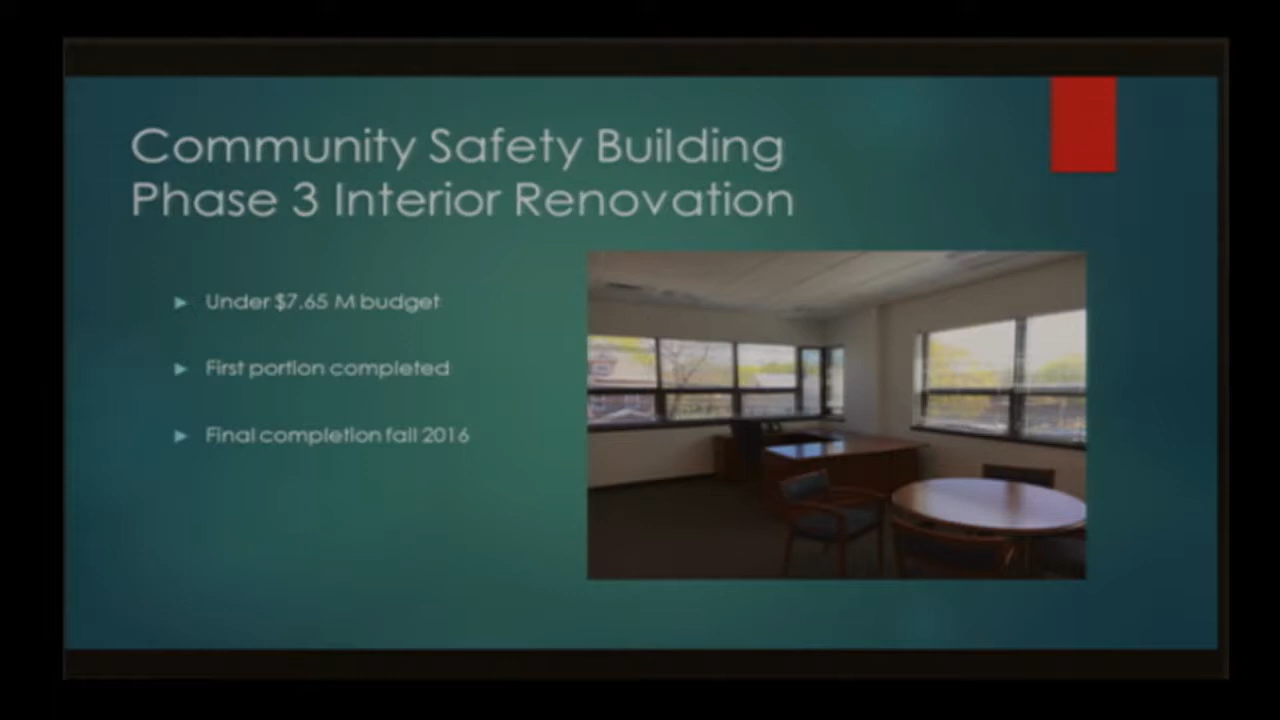 Community Safety Building
Phase 3 Interior Renovation
Under $7.65 M budget
First portion completed
Final completion fall 2016